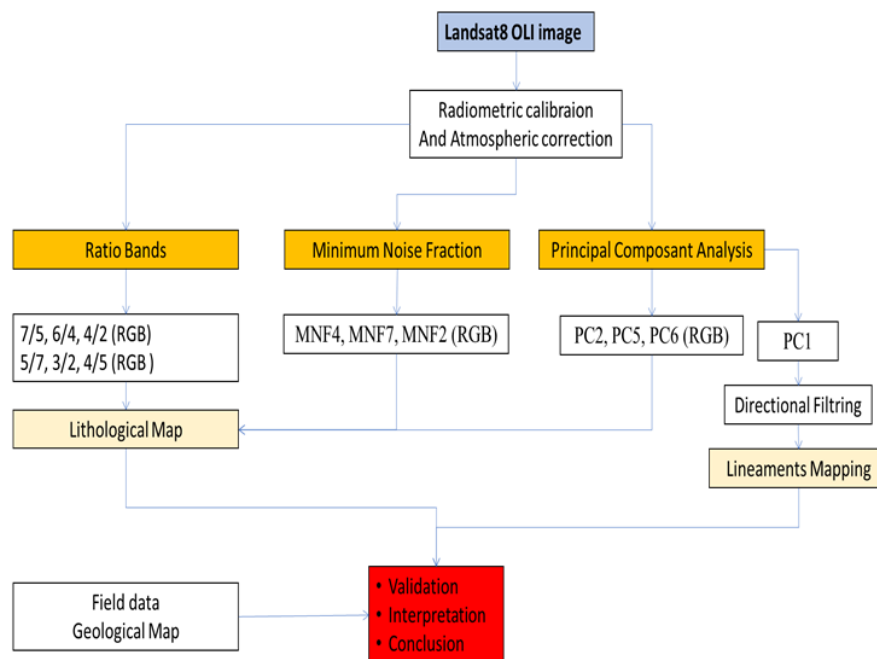 Landsat8 OLI image
Radiometric calibraion
And Atmospheric correction
Ratio Bands
Minimum Noise Fraction
Principal Composant Analysis
7/5, 6/4, 4/2 (RGB)
5/7, 3/2, 4/5 (RGB )
MNF4, MNF7, MNF2 (RGB)
PC2, PC5, PC6 (RGB)
PC1
Directional Filtring
Lithological Map
Lineaments Mapping
Field data
Geological Map
• Validation
• Interpretation
• Conclusion